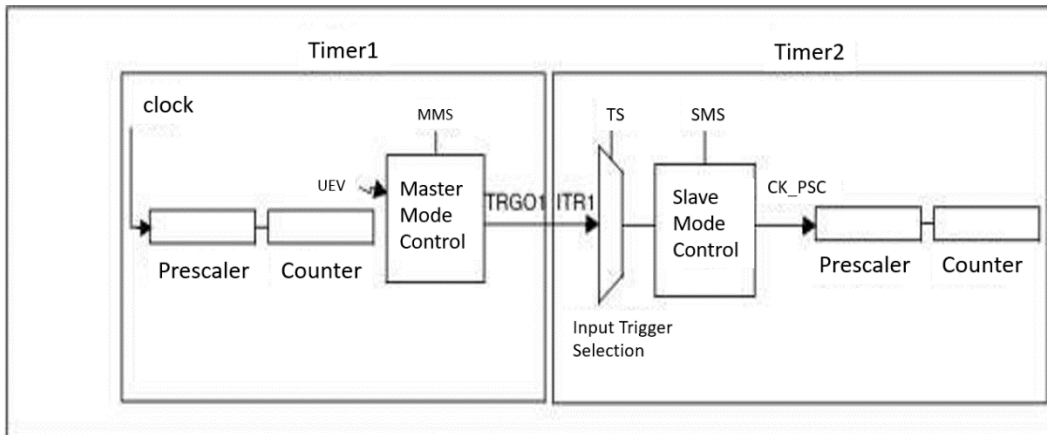 Timer1
Timer2
clock
MMS
TS
SMS
UEV
Master
Mode
Control
TRGO1
ITR1
Slave
Mode
Control
CK_PSC
Prescaler
Counter
Prescaler
Counter
Input Trigger
Selection